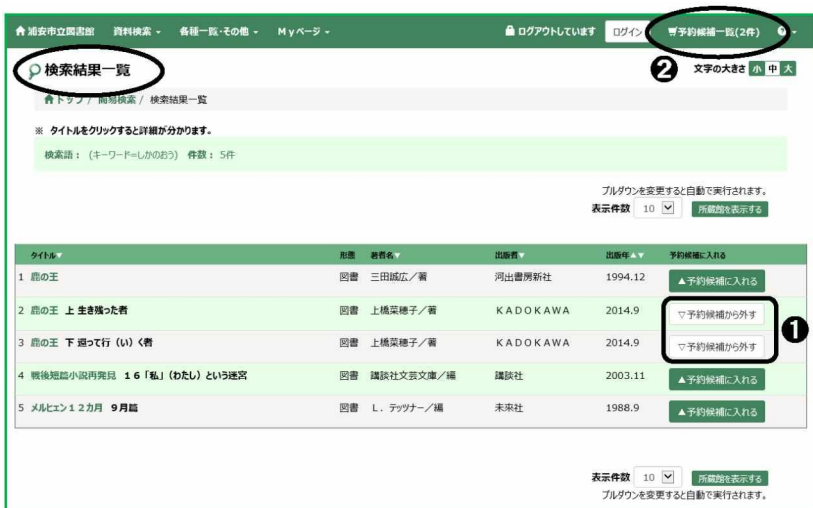 浦安市立図書館 資料検索 各種一覧・その他 Myページ ログアウトしています ログイン 予約候補一覧(2件)
検索結果一覧 ❷ 文字の大きさ 小 中 大
トップ / 簡易検索 / 検索結果一覧
※ タイトルをクリックすると詳細が分かります。
検索語： (キーワード=しかのおう) 件数： 5件
プルダウンを変更すると自動で実行されます。
表示件数 10 所蔵館を表示する
タイトル▼ 形態 著者名▼ 出版者▼ 出版年▲▼ 予約候補に入れる
1 鹿の王 図書 三田誠広／著 河出書房新社 1994.12 ▲予約候補に入れる
2 鹿の王 上 生き残った者 図書 上橋菜穂子／著 ＫＡＤＯＫＡＷＡ 2014.9 ▽予約候補から外す
❶
3 鹿の王 下 還って行（い）く者 図書 上橋菜穂子／著 ＫＡＤＯＫＡＷＡ 2014.9 ▽予約候補から外す
4 戦後短篇小説再発見 １６「私」（わたし）という迷宮 図書 講談社文芸文庫／編 講談社 2003.11 ▲予約候補に入れる
5 メルヒェン１２カ月 ９月篇 図書 Ｌ．テッツナー／編 未来社 1988.9 ▲予約候補に入れる
表示件数 10 所蔵館を表示する
プルダウンを変更すると自動で実行されます。